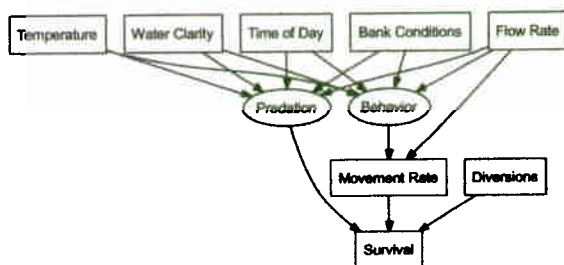 Temperature
Water Clarity
Time of Day
Bank Conditions
Flow Rate
Predation
Behavior
Movement Rate
Diversions
Survival